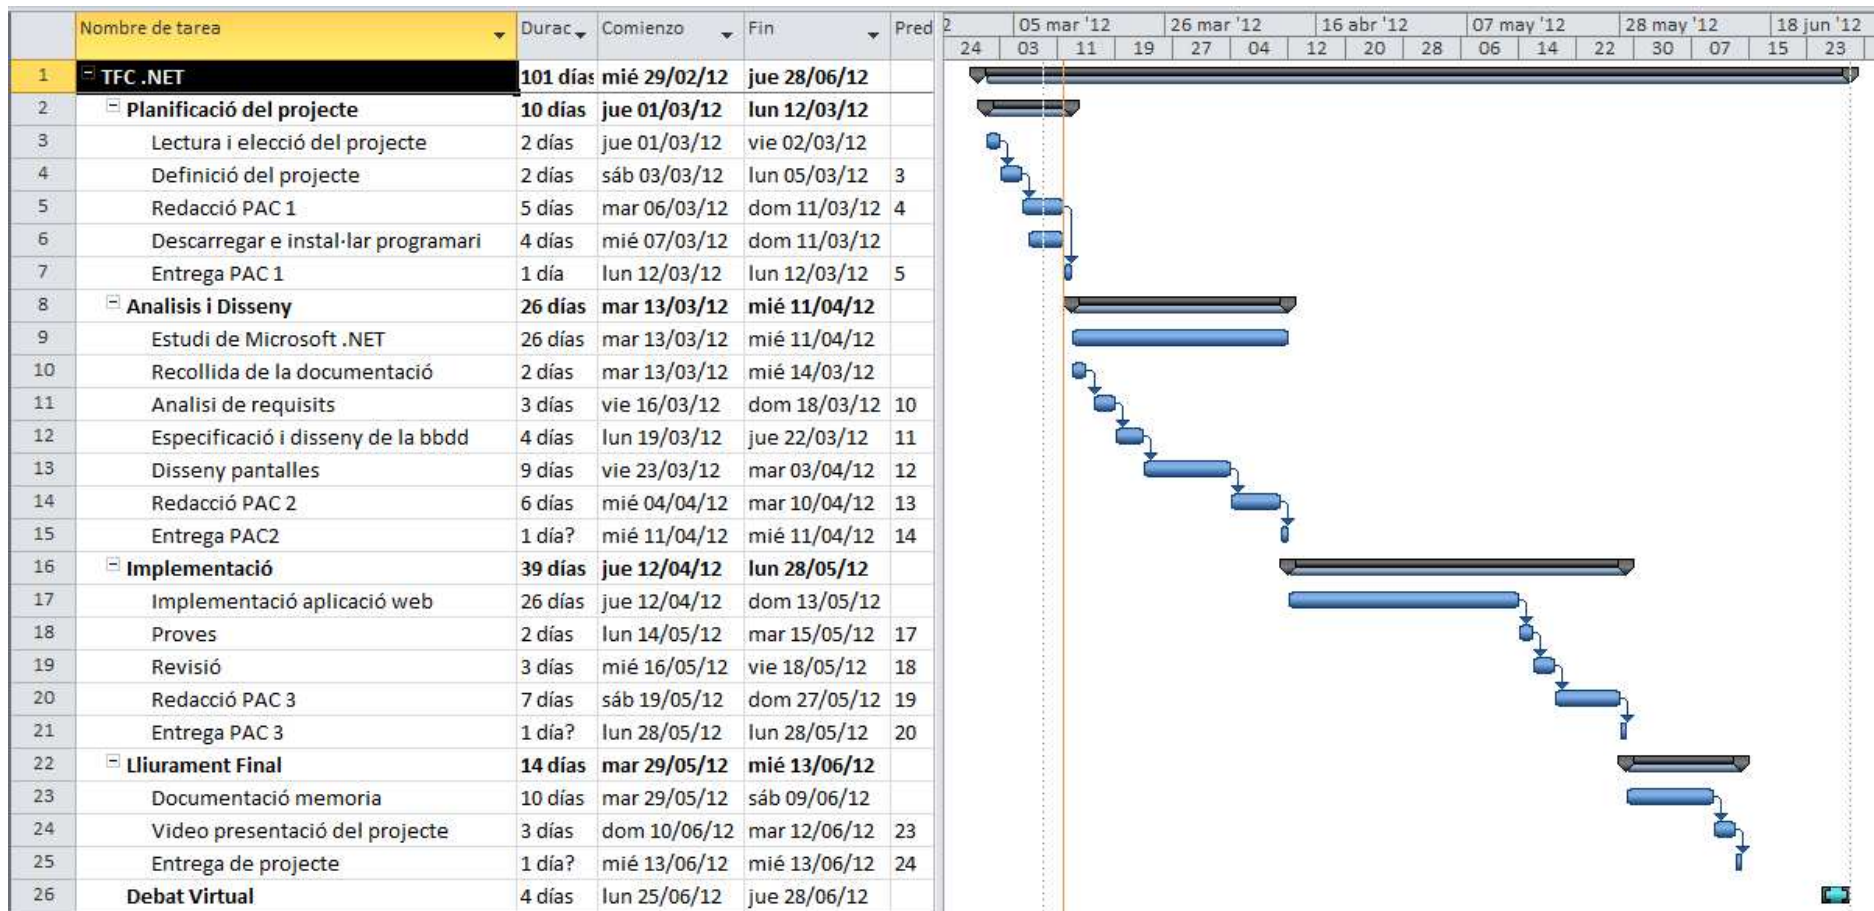 Nombre de tarea Durac Comienzo Fin Pred 2 05 mar '12 26 mar '12 16 abr '12 07 may '12 28 may '12 18 jun '12
24 03 11 19 27 04 12 20 28 06 14 22 30 07 15 23
1 TFC .NET 101 días mié 29/02/12 jue 28/06/12
2 Planificació del projecte 10 días jue 01/03/12 lun 12/03/12
3 Lectura i elecció del projecte 2 días jue 01/03/12 vie 02/03/12
4 Definició del projecte 2 días sáb 03/03/12 lun 05/03/12 3
5 Redacció PAC 1 5 días mar 06/03/12 dom 11/03/12 4
6 Descarregar e instal·lar programari 4 días mié 07/03/12 dom 11/03/12
7 Entrega PAC 1 1 día lun 12/03/12 lun 12/03/12 5
8 Analisis i Disseny 26 días mar 13/03/12 mié 11/04/12
9 Estudi de Microsoft .NET 26 días mar 13/03/12 mié 11/04/12
10 Recollida de la documentació 2 días mar 13/03/12 mié 14/03/12
11 Analisi de requisits 3 días vie 16/03/12 dom 18/03/12 10
12 Especificació i disseny de la bbdd 4 días lun 19/03/12 jue 22/03/12 11
13 Disseny pantalles 9 días vie 23/03/12 mar 03/04/12 12
14 Redacció PAC 2 6 días mié 04/04/12 mar 10/04/12 13
15 Entrega PAC2 1 día? mié 11/04/12 mié 11/04/12 14
16 Implementació 39 días jue 12/04/12 lun 28/05/12
17 Implementació aplicació web 26 días jue 12/04/12 dom 13/05/12
18 Proves 2 días lun 14/05/12 mar 15/05/12 17
19 Revisió 3 días mié 16/05/12 vie 18/05/12 18
20 Redacció PAC 3 7 días sáb 19/05/12 dom 27/05/12 19
21 Entrega PAC 3 1 día? lun 28/05/12 lun 28/05/12 20
22 Lliurament Final 14 días mar 29/05/12 mié 13/06/12
23 Documentació memoria 10 días mar 29/05/12 sáb 09/06/12
24 Video presentació del projecte 3 días dom 10/06/12 mar 12/06/12 23
25 Entrega de projecte 1 día? mié 13/06/12 mié 13/06/12 24
26 Debat Virtual 4 días lun 25/06/12 jue 28/06/12